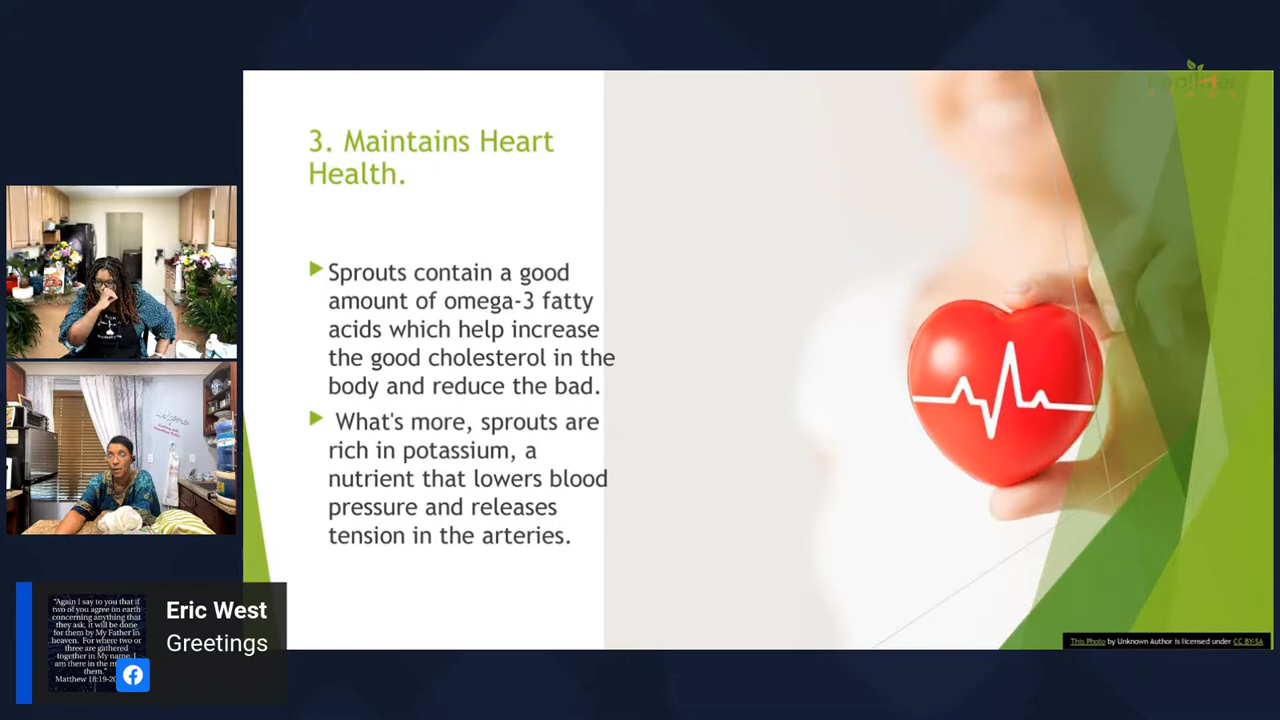 3. Maintains Heart
Health.
Sprouts contain a good
amount of omega-3 fatty
acids which help increase
the good cholesterol in the
body and reduce the bad.
What's more, sprouts are
rich in potassium, a
nutrient that lowers blood
pressure and releases
tension in the arteries.
This Photo by Unknown Author is licensed under CC BY-SA
"Again I say to you that if
two of you agree on earth
concerning anything that
they ask, it will be done
for them by My Father in
heaven. For where two or
three are gathered
together in My name, I
am there in the
them."
Matthew 18:19-20
Eric West
Greetings